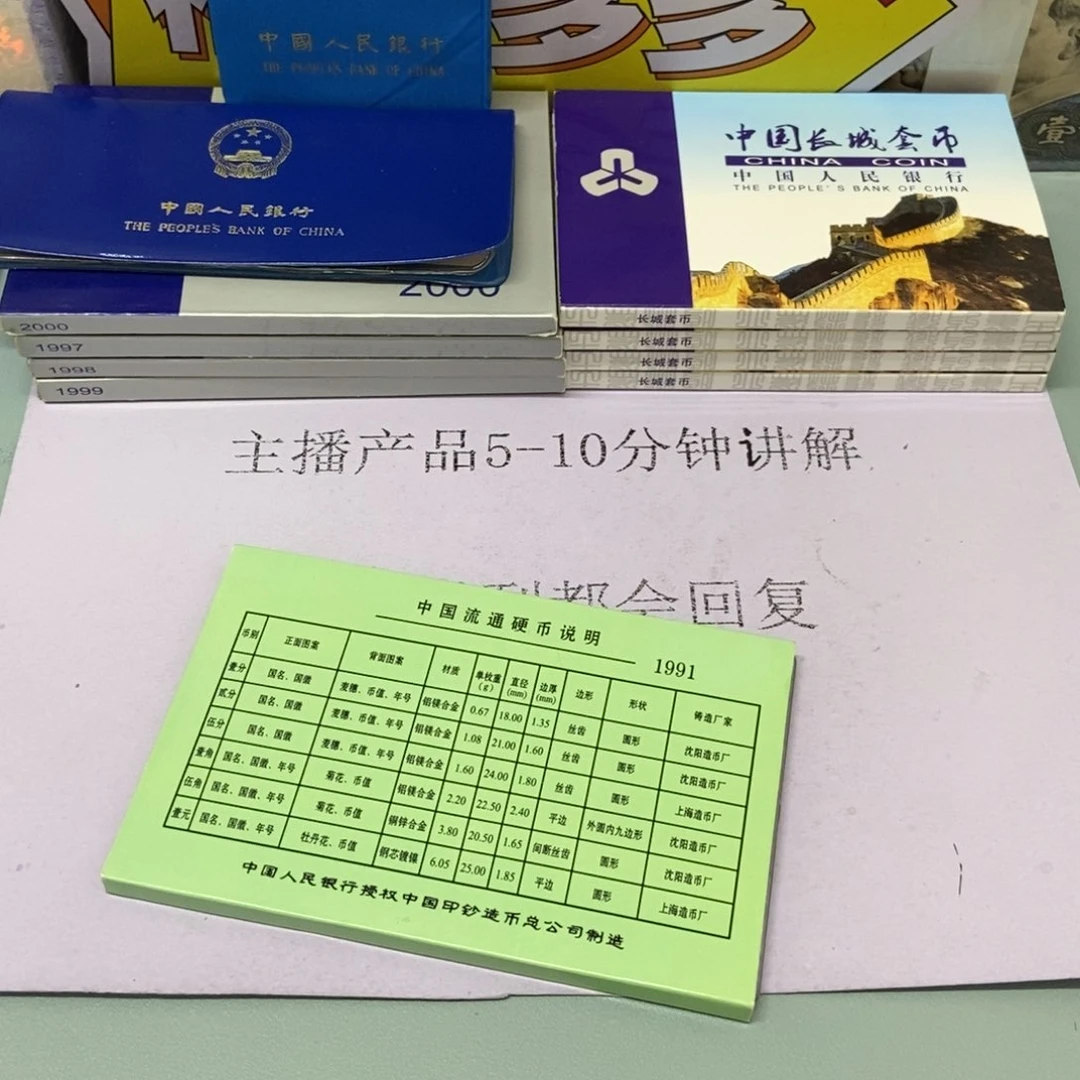 中國人民銀行
THE PEOPLE'S BANK OF CHINA
中國人民銀行
THE PEOPLE'S BANK OF CHINA
2000
2000
1997
1998
1999
中国长城套币
CHINA COIN
中国人民银行
THE PEOPLE'S BANK OF CHINA
长城套币
长城套币
长城套币
长城套币
壹
主播产品5-10分钟讲解
都会回复
中国流通硬币说明
1991
币别 正面图案 背面图案 材质 单枚重(g) 直径(mm) 边厚(mm) 边形 形状 铸造厂家
壹分 国名、国徽 麦穗、币值、年号 铝镁合金 0.67 18.00 1.35 丝齿 圆形 沈阳造币厂
贰分 国名、国徽 麦穗、币值、年号 铝镁合金 1.08 21.00 1.60 丝齿 圆形 沈阳造币厂
伍分 国名、国徽 麦穗、币值、年号 铝镁合金 1.60 24.00 1.80 丝齿 圆形 上海造币厂
壹角 国名、国徽、年号 菊花、币值 铝镁合金 2.20 22.50 2.40 平边 外圆内九边形 沈阳造币厂
伍角 国名、国徽、年号 菊花、币值 铜锌合金 3.80 20.50 1.65 间断丝齿 圆形 沈阳造币厂
壹元 国名、国徽、年号 牡丹花、币值 钢芯镀镍 6.05 25.00 1.85 平边 圆形 上海造币厂
中国人民银行授权中国印钞造币总公司制造